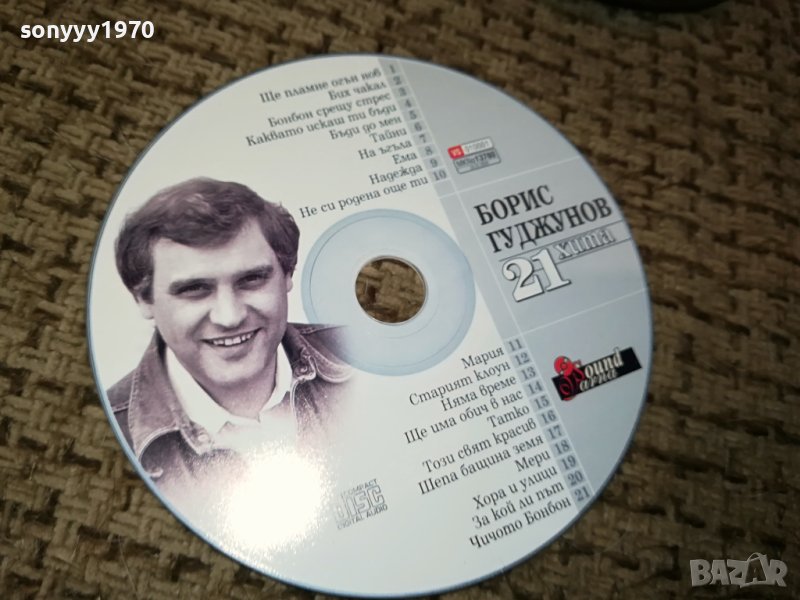 sonyyy1970
Ще пламне огън нов 1
Бих чакал 2
Бонбон срещу стрес 3
Каквато искаш ти бъди 4
Бъди до мен 5
Тайни 6
На ъгъла 7
Ема 8
Надежда 9
Не си родена още ти 10
VS
БОРИС
ГУДЖУНОВ
21 хита
Мария 11
Старият клоун 12
Няма време 13
Ще има обич в нас 14
Татко 15
Този свят красив 16
Шепа бащина земя 17
Мери 18
Хора и улици 19
За кой ли път 20
Чичото Бонбон 21
Sound
Varna
COMPACT
disc
DIGITAL AUDIO
BAZAR